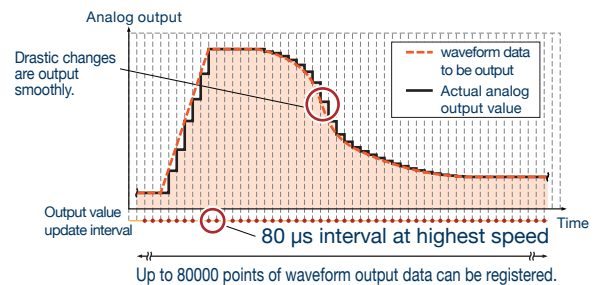 Analog output
Drastic changes
are output
smoothly.
waveform data
to be output
Actual analog
output value
Output value
update interval
Time
80 μs interval at highest speed
Up to 80000 points of waveform output data can be registered.